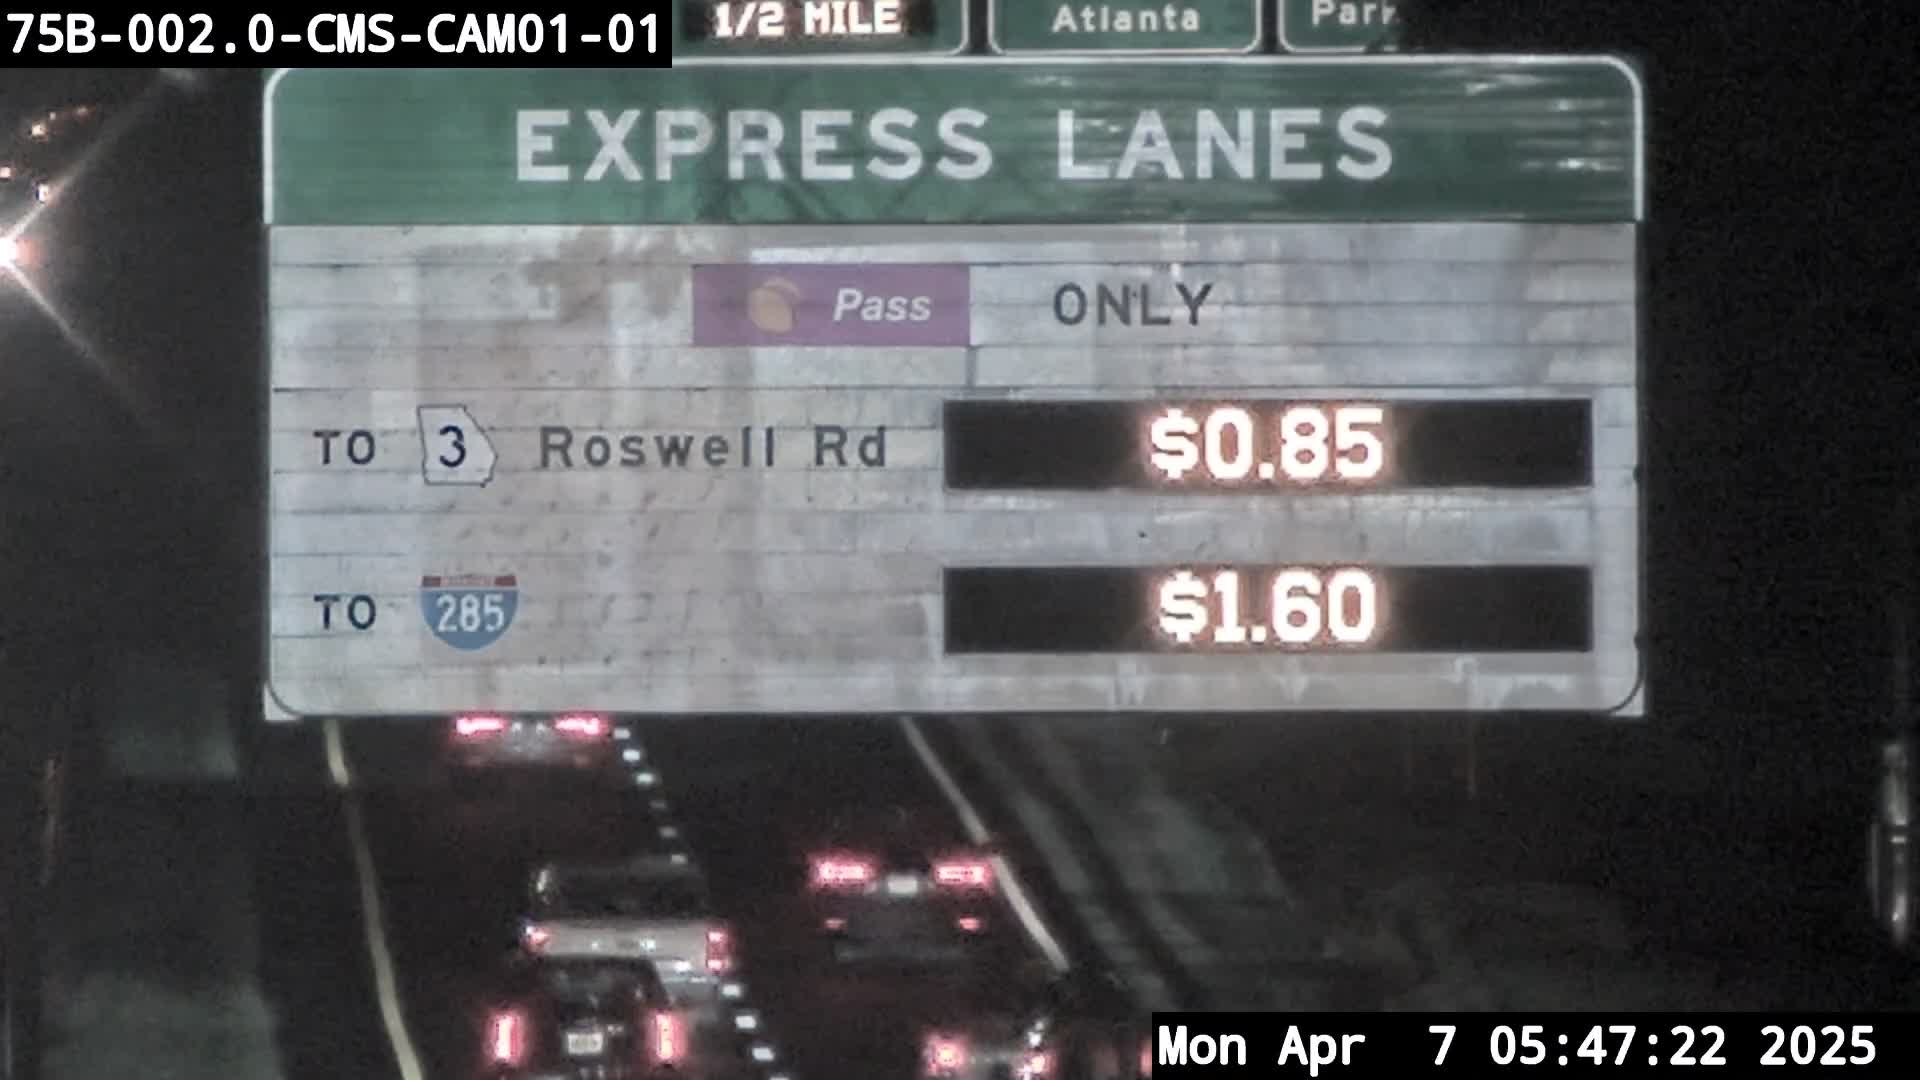 75B-002.0-CMS-CAM01-01
1/2 MILE
Atlanta
Park
EXPRESS LANES
Pass ONLY
TO 3 Roswell Rd $0.85
TO 285 $1.60
Mon Apr 7 05:47:22 2025